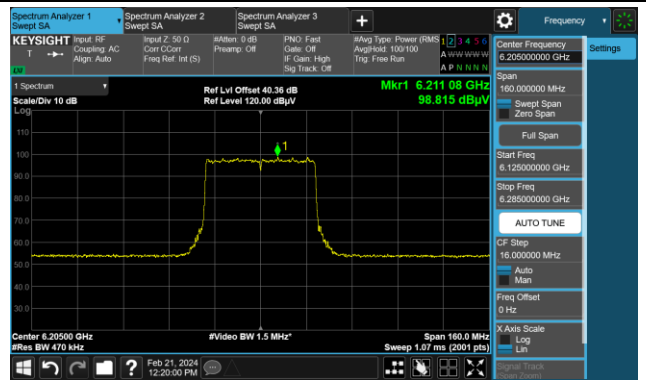 Spectrum Analyzer 1
Swept SA
Spectrum Analyzer 2
Swept SA
Spectrum Analyzer 3
Swept SA
+
Frequency
KEYSIGHT
T
LM
Input: RF
Coupling: AC
Align: Auto
Input Z: 50 Ω
Corr CCorr
Freq Ref: Int (S)
#Atten: 0 dB
Preamp: Off
PNO: Fast
Gate: Off
IF Gain: High
Sig Track: Off
#Avg Type: Power (RMS
Avg|Hold: 100/100
Trig: Free Run
1 2 3 4 5 6
A W W W W W
A P N N N N
1 Spectrum
Scale/Div 10 dB
Log
Ref Lvl Offset 40.36 dB
Ref Level 120.00 dBµV
Mkr1 6.211 08 GHz
98.815 dBµV
110
100
90.0
80.0
70.0
60.0
50.0
40.0
30.0
1
Center 6.20500 GHz
#Res BW 470 kHz
#Video BW 1.5 MHz*
Span 160.0 MHz
Sweep 1.07 ms (2001 pts)
Center Frequency
6.205000000 GHz
Settings
Span
160.000000 MHz
Swept Span
Zero Span
Full Span
Start Freq
6.125000000 GHz
Stop Freq
6.285000000 GHz
AUTO TUNE
CF Step
16.000000 MHz
Auto
Man
Freq Offset
0 Hz
X Axis Scale
Log
Lin
Signal Track
(Span Zoom)
?
Feb 21, 2024
12:20:00 PM